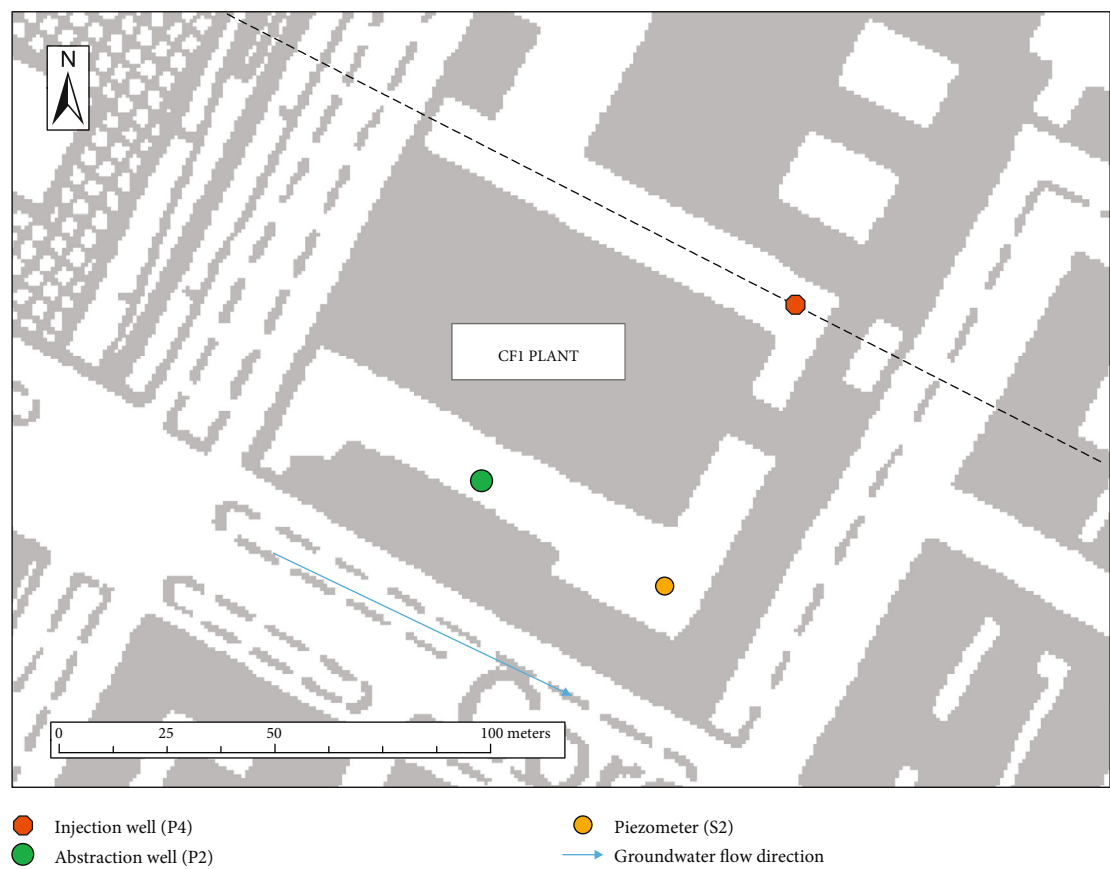 N
CF1 PLANT
0 25 50 100 meters
Injection well (P4)
Abstraction well (P2)
Piezometer (S2)
Groundwater flow direction